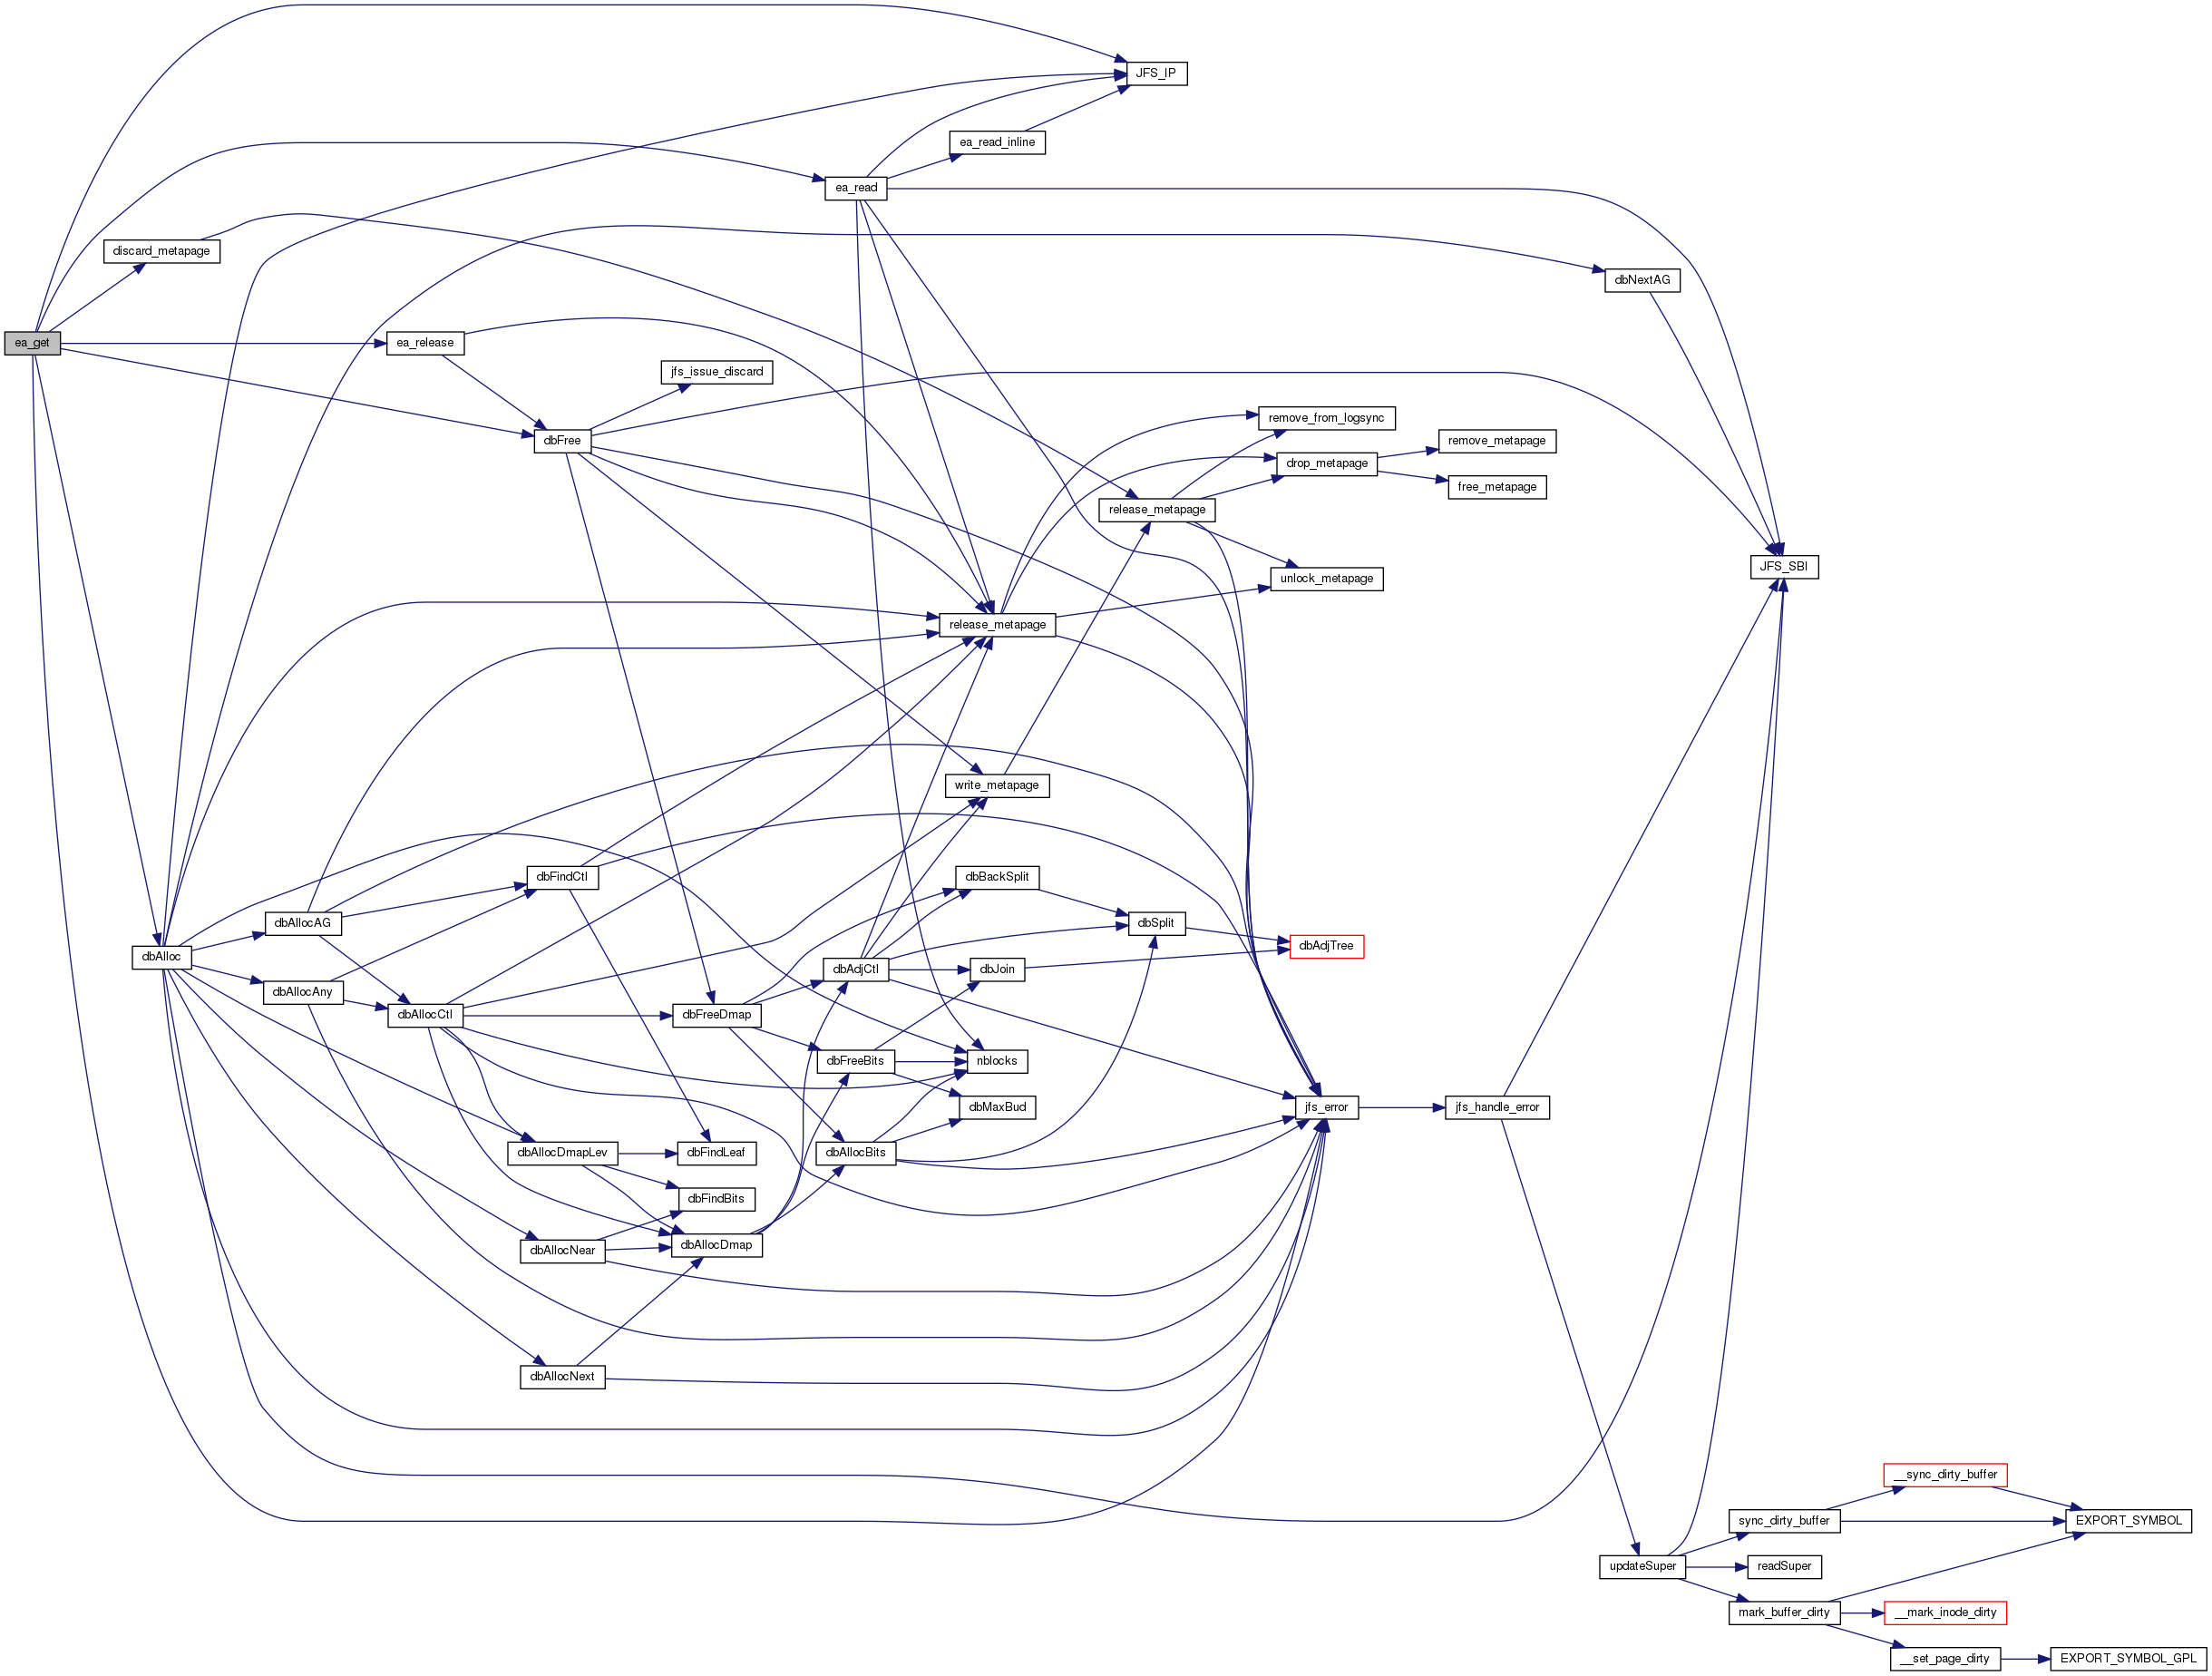 JFS_IP
ea_read_inline
ea_read
discard_metapage
dbNextAG
ea_get
ea_release
jfs_issue_discard
remove_from_logsync
dbFree
remove_metapage
drop_metapage
free_metapage
release_metapage
JFS_SBI
unlock_metapage
release_metapage
write_metapage
dbFindCtl
dbBackSplit
dbAllocAG
dbSplit
dbAdjTree
dbAlloc
dbAdjCtl
dbJoin
dbAllocAny
dbAllocCtl
dbFreeDmap
dbFreeBits
nblocks
dbMaxBud
jfs_error
jfs_handle_error
dbAllocDmapLev
dbFindLeaf
dbAllocBits
dbFindBits
dbAllocNear
dbAllocDmap
dbAllocNext
__sync_dirty_buffer
sync_dirty_buffer
EXPORT_SYMBOL
updateSuper
readSuper
mark_buffer_dirty
__mark_inode_dirty
__set_page_dirty
EXPORT_SYMBOL_GPL